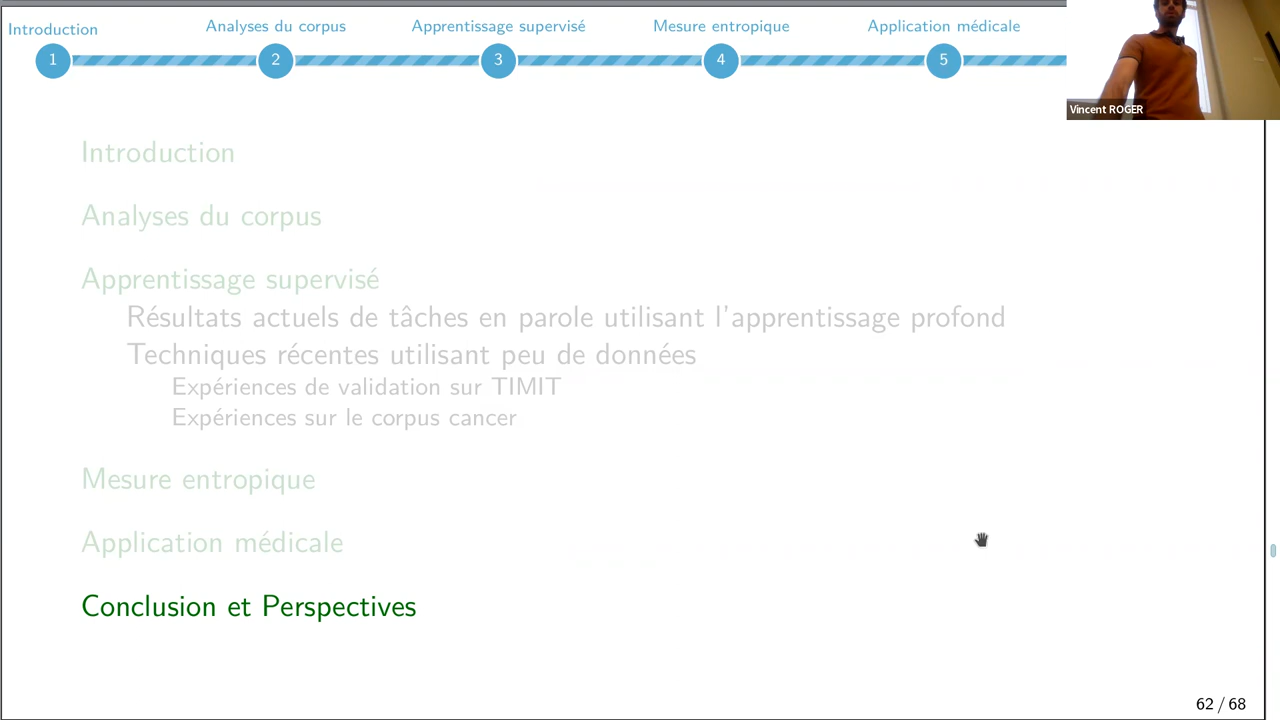 Introduction
Analyses du corpus
Apprentissage supervisé
Mesure entropique
Application médicale
1
2
3
4
5
Vincent ROGER
Introduction
Analyses du corpus
Apprentissage supervisé
Résultats actuels de tâches en parole utilisant l'apprentissage profond
Techniques récentes utilisant peu de données
Expériences de validation sur TIMIT
Expériences sur le corpus cancer
Mesure entropique
Application médicale
Conclusion et Perspectives
62 / 68